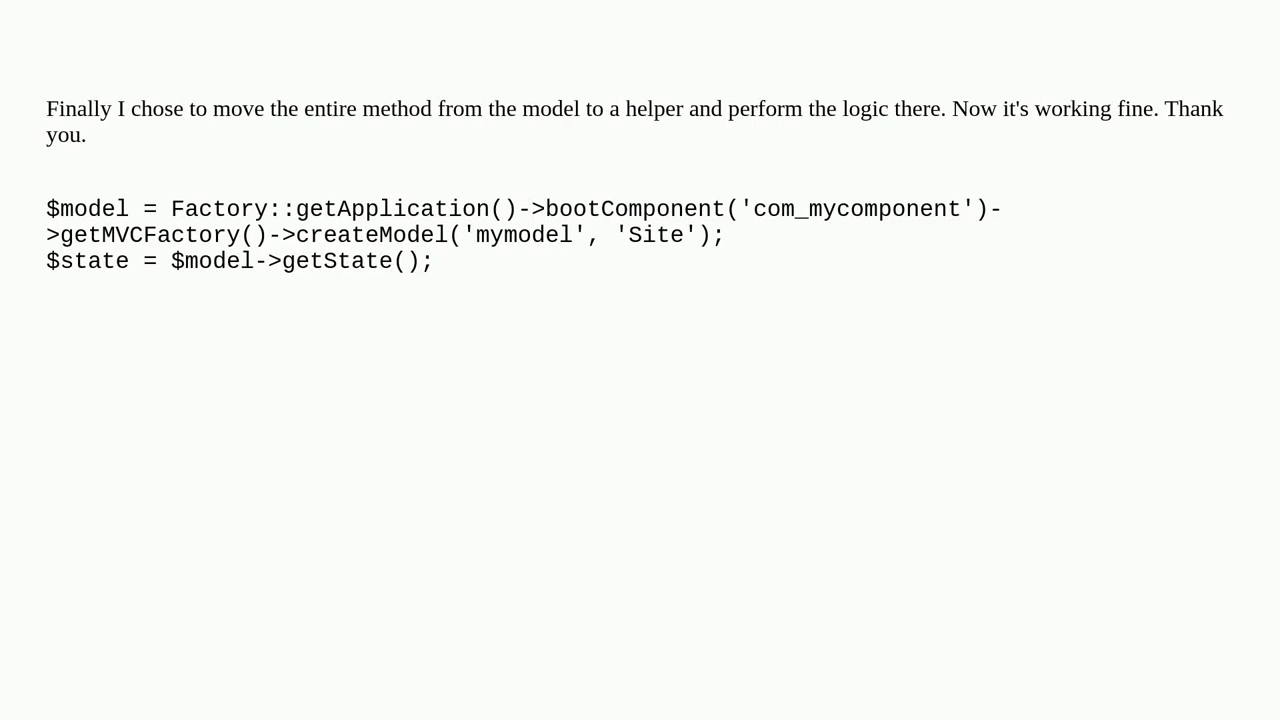 Finally I chose to move the entire method from the model to a helper and perform the logic there. Now it's working fine. Thank
you.
$model = Factory::getApplication()->bootComponent('com_mycomponent')-
>getMVCFactory()->createModel('mymodel', 'Site');
$state = $model->getState();